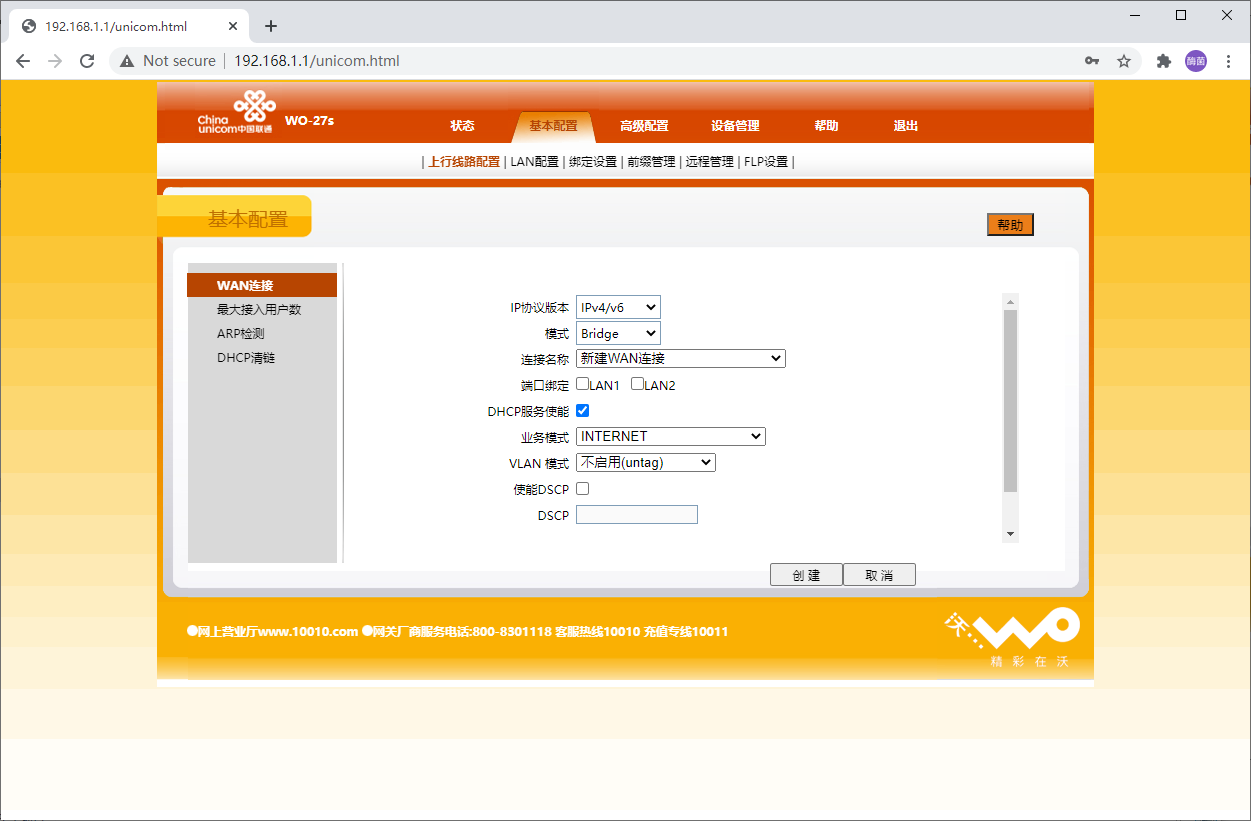 192.168.1.1/unicom.html
Not secure | 192.168.1.1/unicom.html
酶菌
China unicom中国联通
WO-27s
状态 基本配置 高级配置 设备管理 帮助 退出
| 上行线路配置 | LAN配置 | 绑定设置 | 前缀管理 | 远程管理 | FLP设置 |
基本配置
帮助
WAN连接
最大接入用户数
ARP检测
DHCP清链
IP协议版本 IPv4/v6
模式 Bridge
连接名称 新建WAN连接
端口绑定 LAN1 LAN2
DHCP服务使能
业务模式 INTERNET
VLAN 模式 不启用(untag)
使能DSCP
DSCP
创 建 取 消
●网上营业厅www.10010.com ●网关厂商服务电话:800-8301118 客服热线10010 充值专线10011
沃... WO
精彩在沃